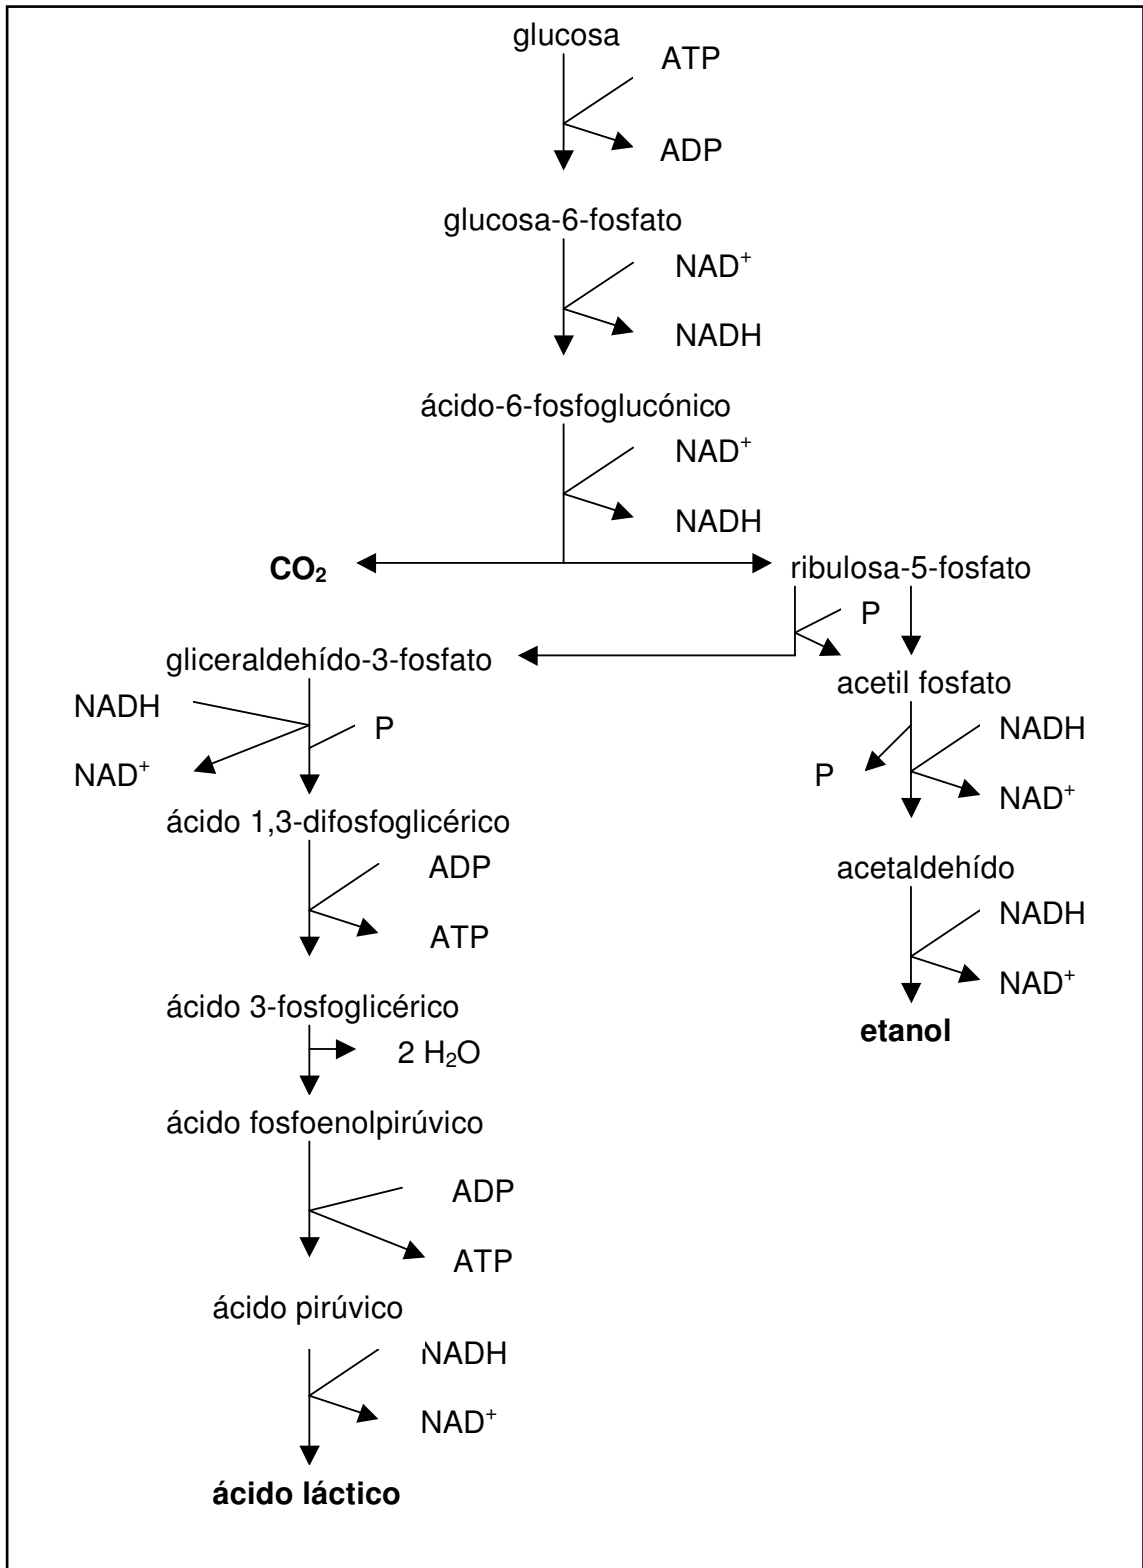 glucosa
ATP
ADP
glucosa-6-fosfato
NAD⁺
NADH
ácido-6-fosfoglucónico
NAD⁺
NADH
CO₂
ribulosa-5-fosfato
P
gliceraldehído-3-fosfato
acetil fosfato
NADH
P
NADH
NAD⁺
P
NAD⁺
ácido 1,3-difosfoglicérico
ADP
acetaldehído
NADH
ATP
NAD⁺
ácido 3-fosfoglicérico
etanol
2 H₂O
ácido fosfoenolpirúvico
ADP
ATP
ácido pirúvico
NADH
NAD⁺
ácido láctico